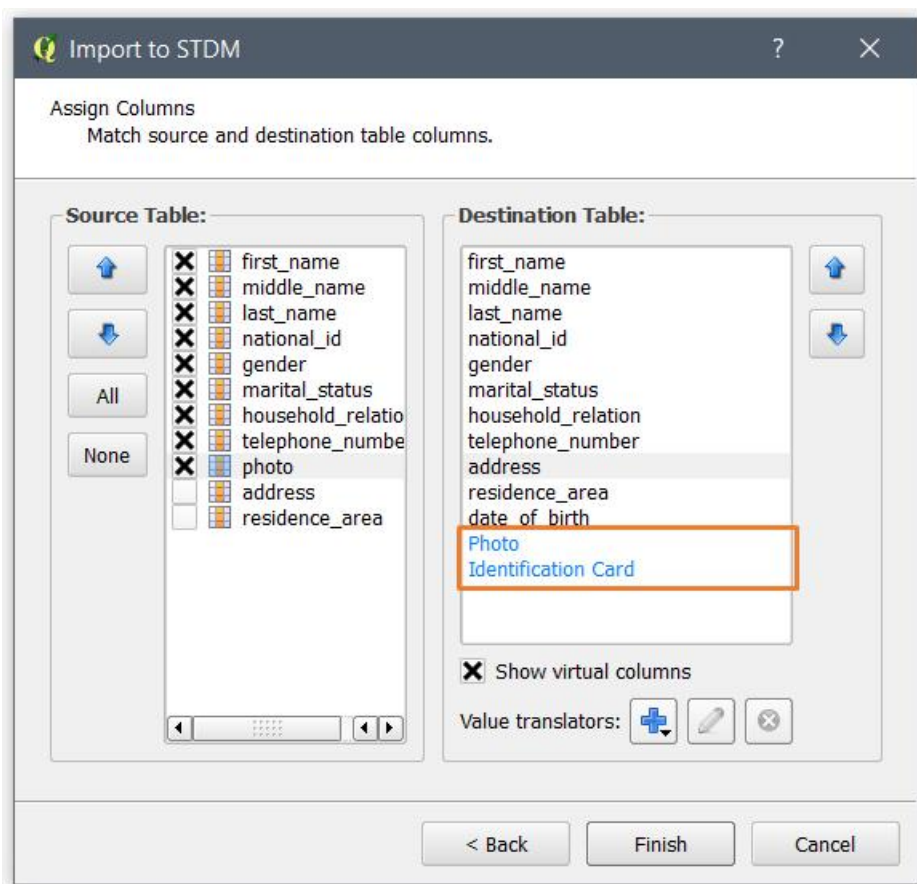 Import to STDM
?
Assign Columns
Match source and destination table columns.
Source Table:
All
None
first_name
middle_name
last_name
national_id
gender
marital_status
household_relatio
telephone_numbe
photo
address
residence_area
Destination Table:
first_name
middle_name
last_name
national_id
gender
marital_status
household_relation
telephone_number
address
residence_area
date_of_birth
Photo
Identification Card
Show virtual columns
Value translators:
< Back
Finish
Cancel